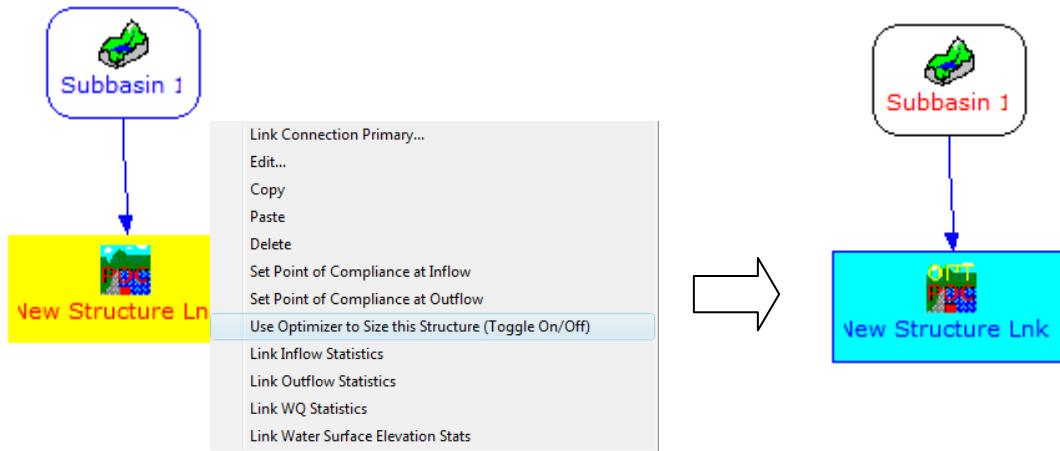 Subbasin 1
New Structure Ln
Link Connection Primary...
Edit...
Copy
Paste
Delete
Set Point of Compliance at Inflow
Set Point of Compliance at Outflow
Use Optimizer to Size this Structure (Toggle On/Off)
Link Inflow Statistics
Link Outflow Statistics
Link WQ Statistics
Link Water Surface Elevation Stats
Subbasin 1
OPT
New Structure Lnk